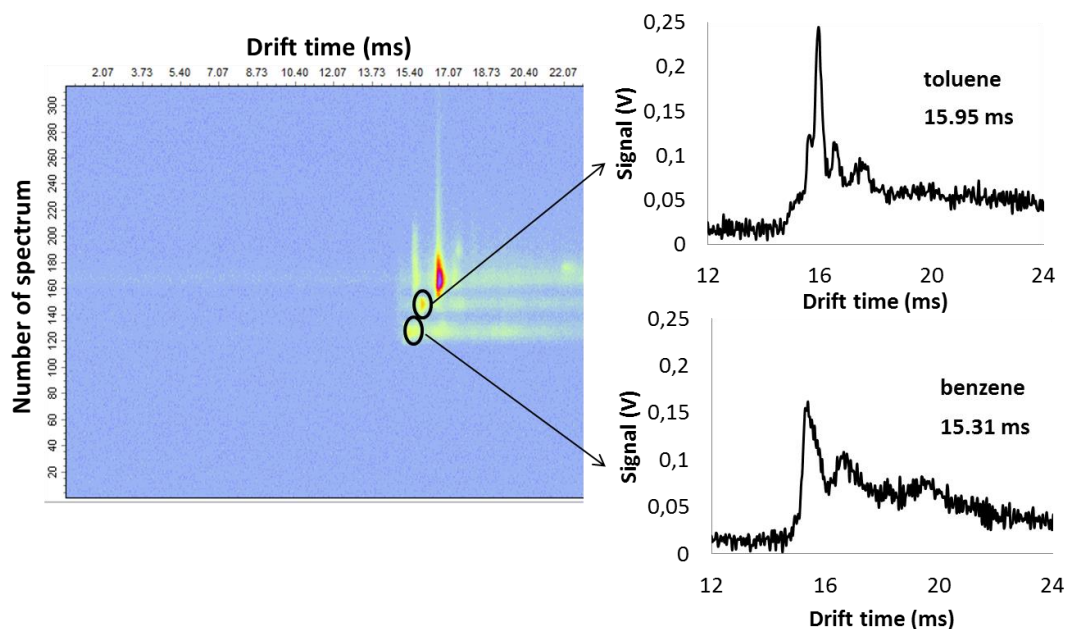 Drift time (ms)
2.07 3.73 5.40 7.07 8.73 10.40 12.07 13.73 15.40 17.07 18.73 20.40 22.07
Number of spectrum
300
280
260
240
220
200
180
160
140
120
100
80
60
40
20
Signal (V)
0,25
0,2
0,15
0,1
0,05
0
toluene
15.95 ms
12 16 20 24
Drift time (ms)
Signal (V)
0,25
0,2
0,15
0,1
0,05
0
benzene
15.31 ms
12 16 20 24
Drift time (ms)